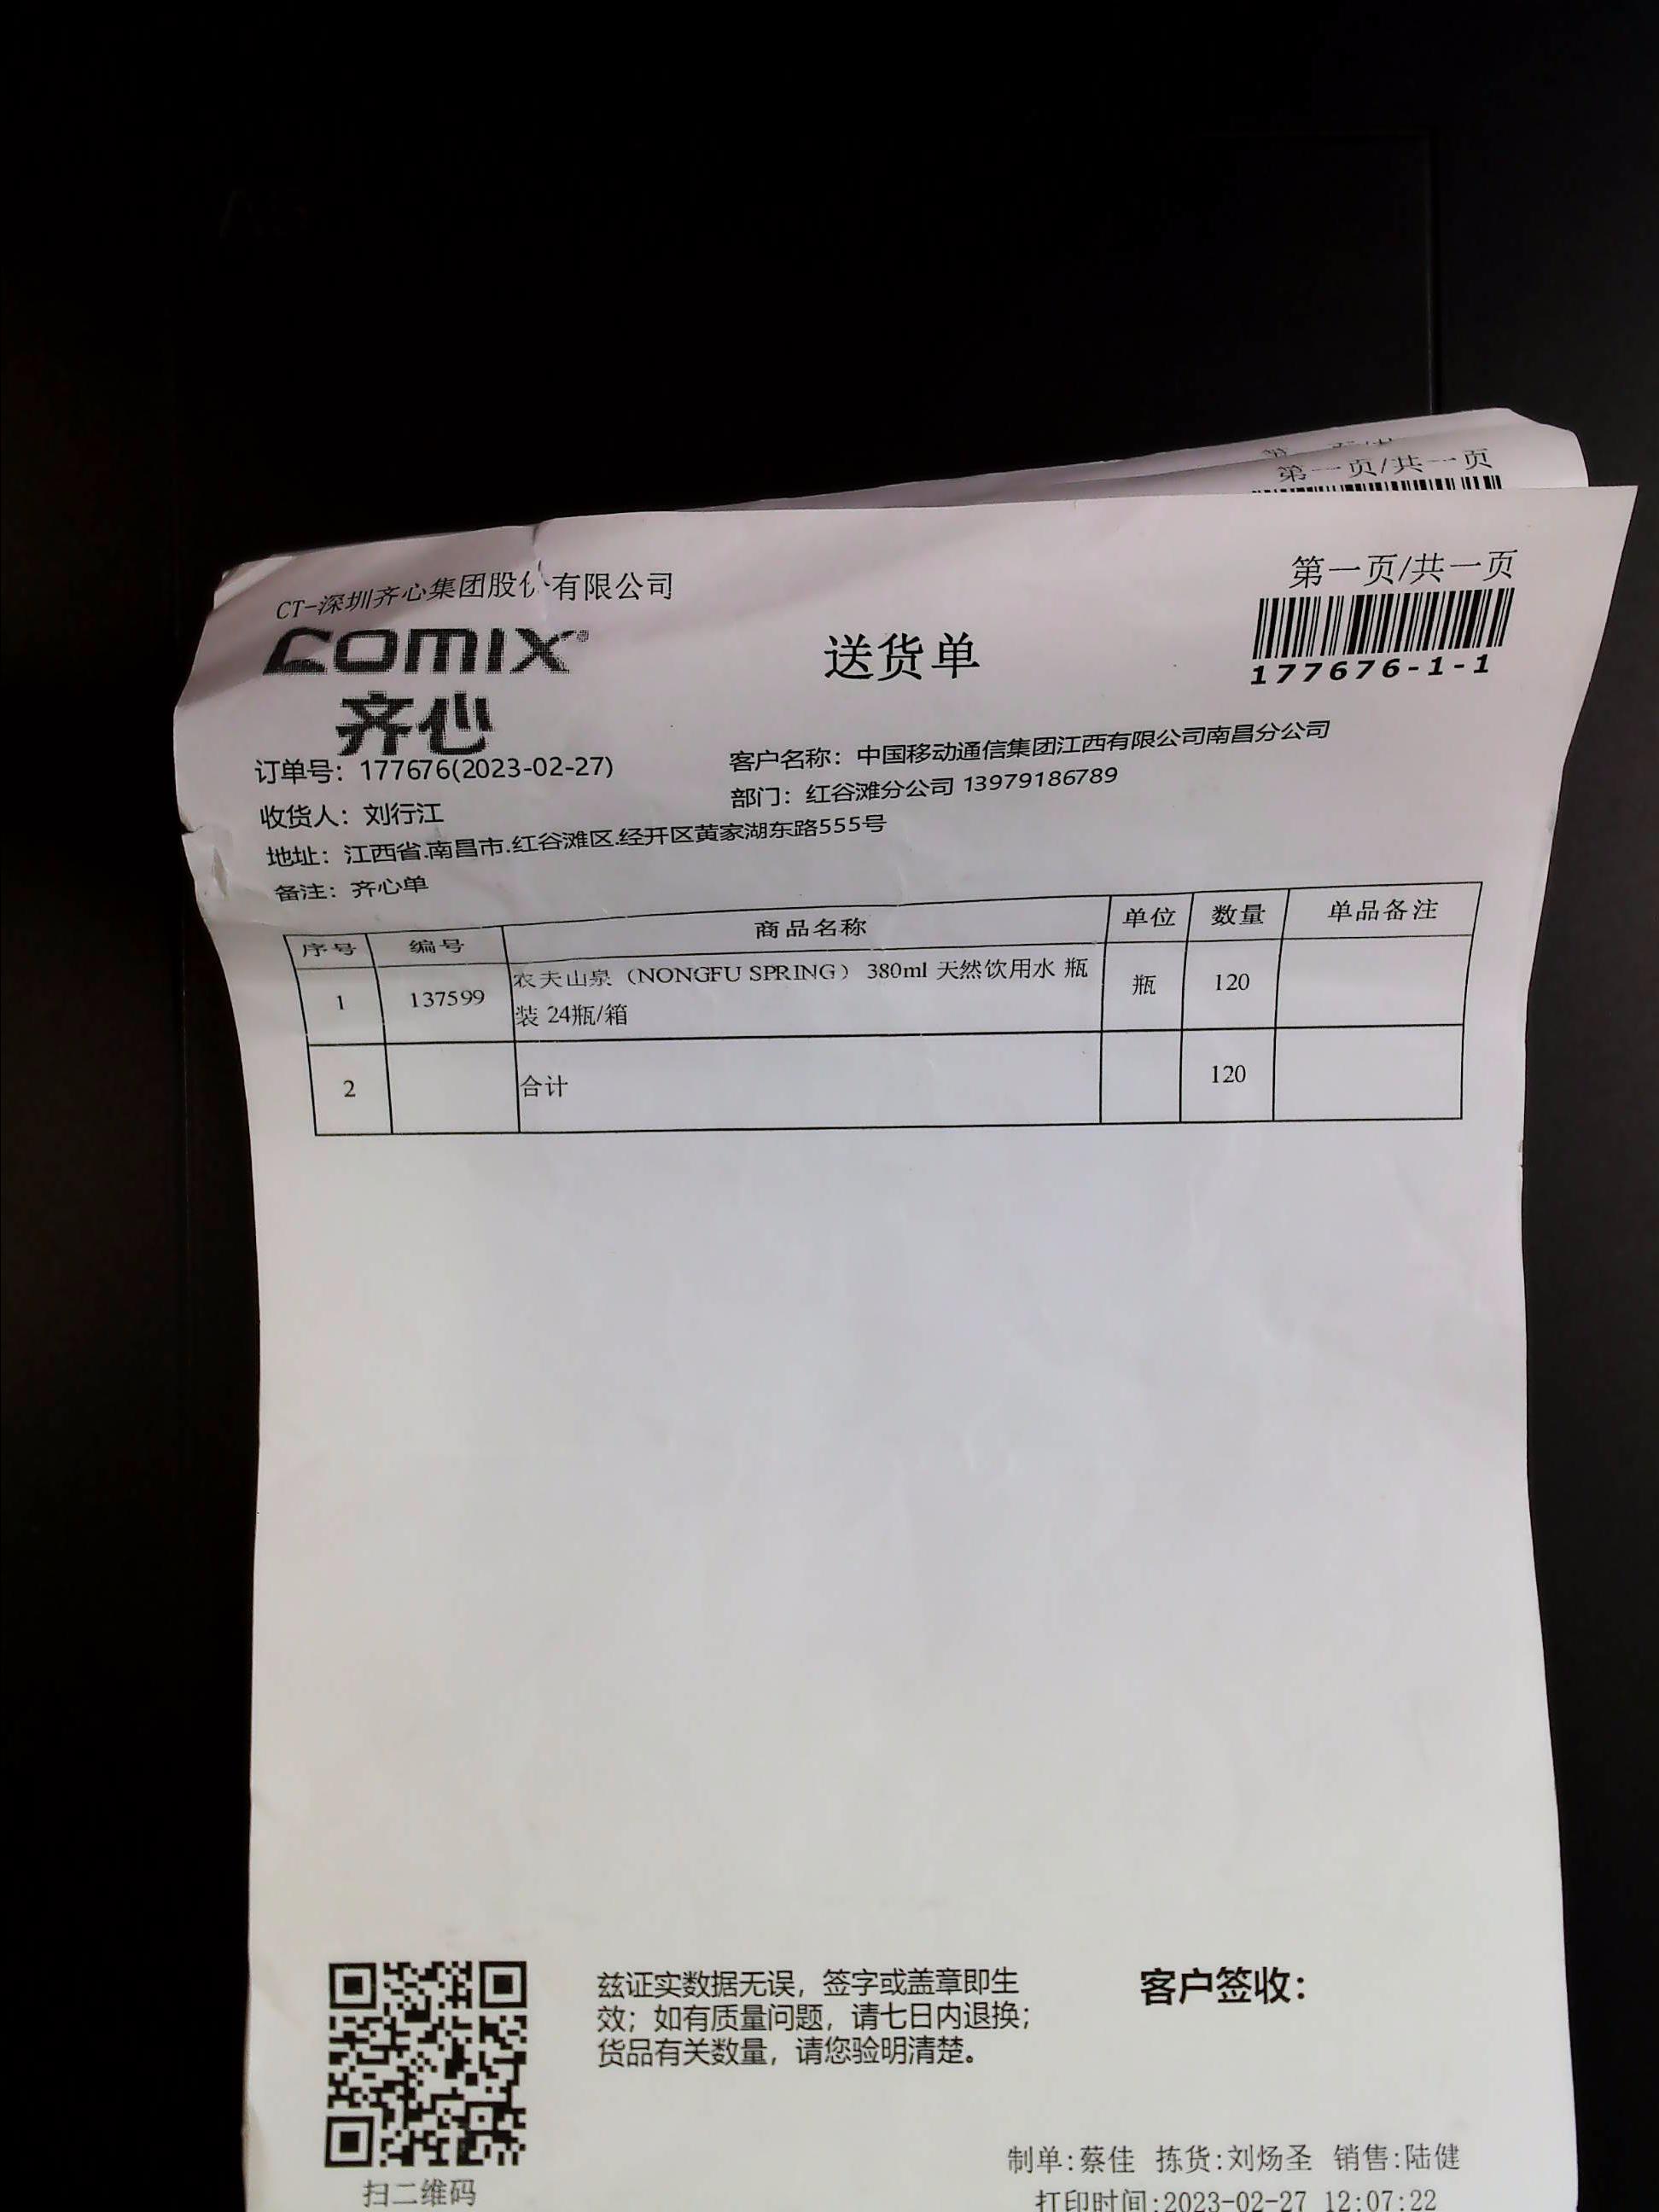 第一页/共一页
第一页/共一页
CT-深圳齐心集团股份有限公司
COMIX®
齐心
送货单
177676-1-1
订单号：177676(2023-02-27)
客户名称：中国移动通信集团江西有限公司南昌分公司
收货人：刘行江
部门：红谷滩分公司 13979186789
地址：江西省.南昌市.红谷滩区.经开区黄家湖东路555号
备注：齐心单
序号 编号 商品名称 单位 数量 单品备注
1 137599 农夫山泉（NONGFU SPRING） 380ml 天然饮用水 瓶 瓶 120
装 24瓶/箱
2 合计 120
兹证实数据无误，签字或盖章即生
效；如有质量问题，请七日内退换；
货品有关数量，请您验明清楚。
客户签收：
扫二维码
制单:蔡佳 拣货:刘炀圣 销售:陆健
打印时间:2023-02-27 12:07:22